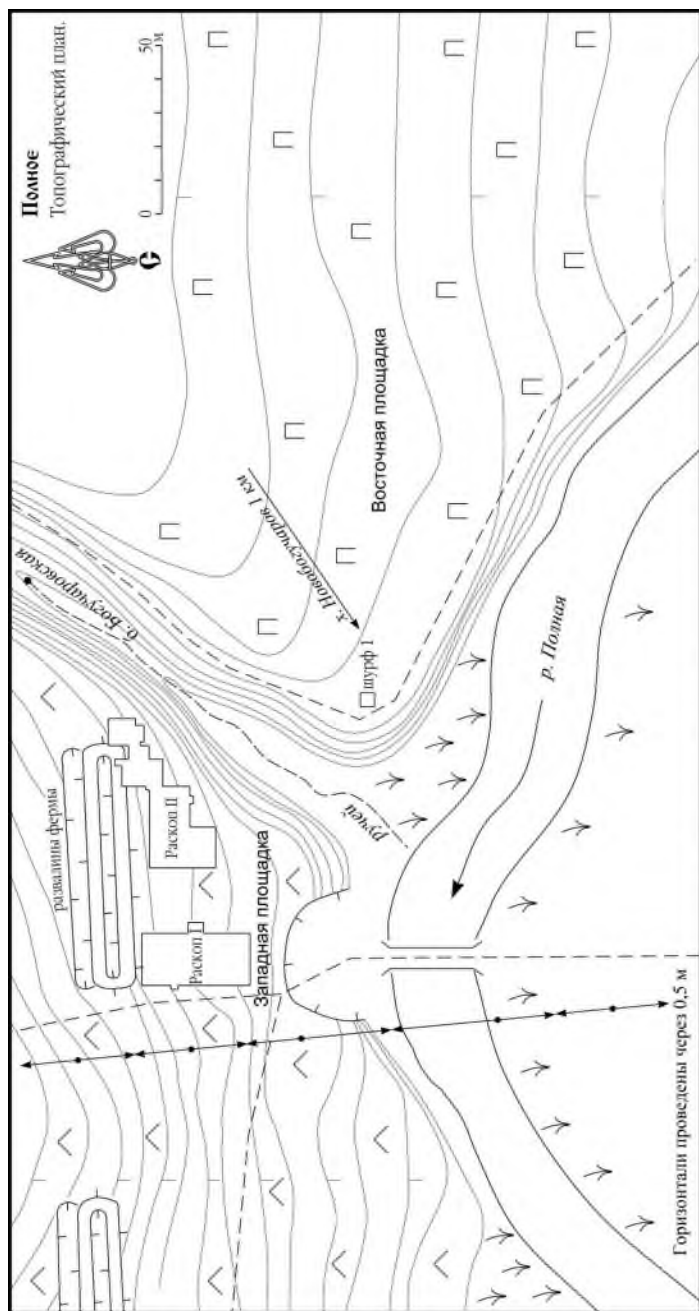 Полное
Топографический план.
С
0 50 м
б. Богучаровская
х. Новобогучаров 1 км
Восточная площадка
шурф 1
ручей
р. Полная
развалины фермы
Раскоп II
Раскоп I
Западная площадка
Горизонтали проведены через 0.5 м